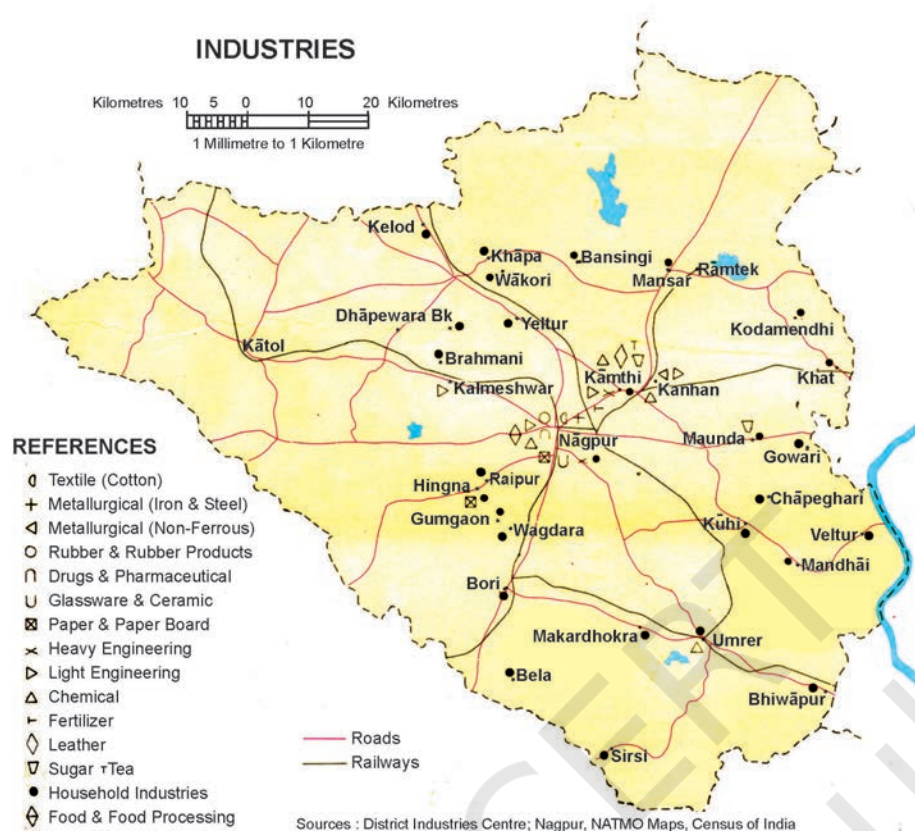 INDUSTRIES
Kilometres 10 5 0 10 20 Kilometres
1 Millimetre to 1 Kilometre
Kelod
Khāpa
Bansingi
Mansar
Rāmtek
Wākori
Dhāpewara Bk
Yeltur
Kodamendhi
Kātol
Brahmani
Kalmeshwar
Kāmthi
Kanhan
Khat
Nāgpur
Maunda
Gowari
Hingna
Raipur
Gumgaon
Wagdara
Chāpeghari
Kūhi
Veltur
Mandhāi
Bori
Makardhokra
Umrer
Bela
Bhiwāpur
Sirsi
REFERENCES
Textile (Cotton)
Metallurgical (Iron & Steel)
Metallurgical (Non-Ferrous)
Rubber & Rubber Products
Drugs & Pharmaceutical
Glassware & Ceramic
Paper & Paper Board
Heavy Engineering
Light Engineering
Chemical
Fertilizer
Leather
Sugar Tea
Household Industries
Food & Food Processing
Roads
Railways
Sources : District Industries Centre; Nagpur, NATMO Maps, Census of India